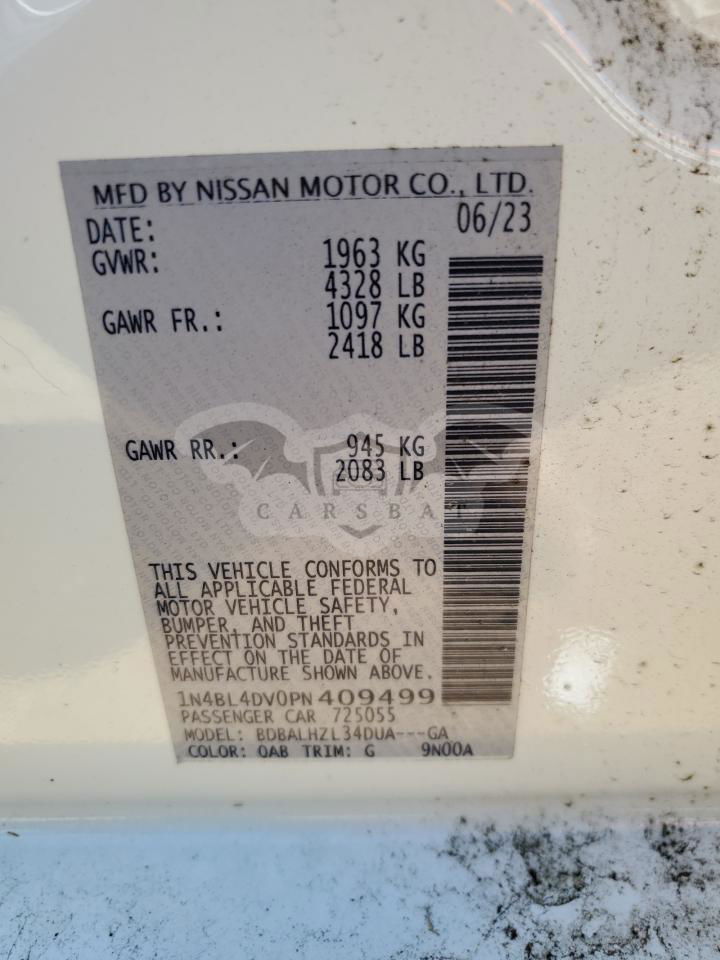 MFD BY NISSAN MOTOR CO., LTD.
DATE: 06/23
GVWR: 1963 KG
4328 LB
GAWR FR.: 1097 KG
2418 LB
GAWR RR.: 945 KG
2083 LB
CARSBAT
THIS VEHICLE CONFORMS TO
ALL APPLICABLE FEDERAL
MOTOR VEHICLE SAFETY,
BUMPER, AND THEFT
PREVENTION STANDARDS IN
EFFECT ON THE DATE OF
MANUFACTURE SHOWN ABOVE.
1N4BL4DV0PN409499
PASSENGER CAR 725055
MODEL: BDBALHZL34DUA---GA
COLOR: QAB TRIM: G 9N00A